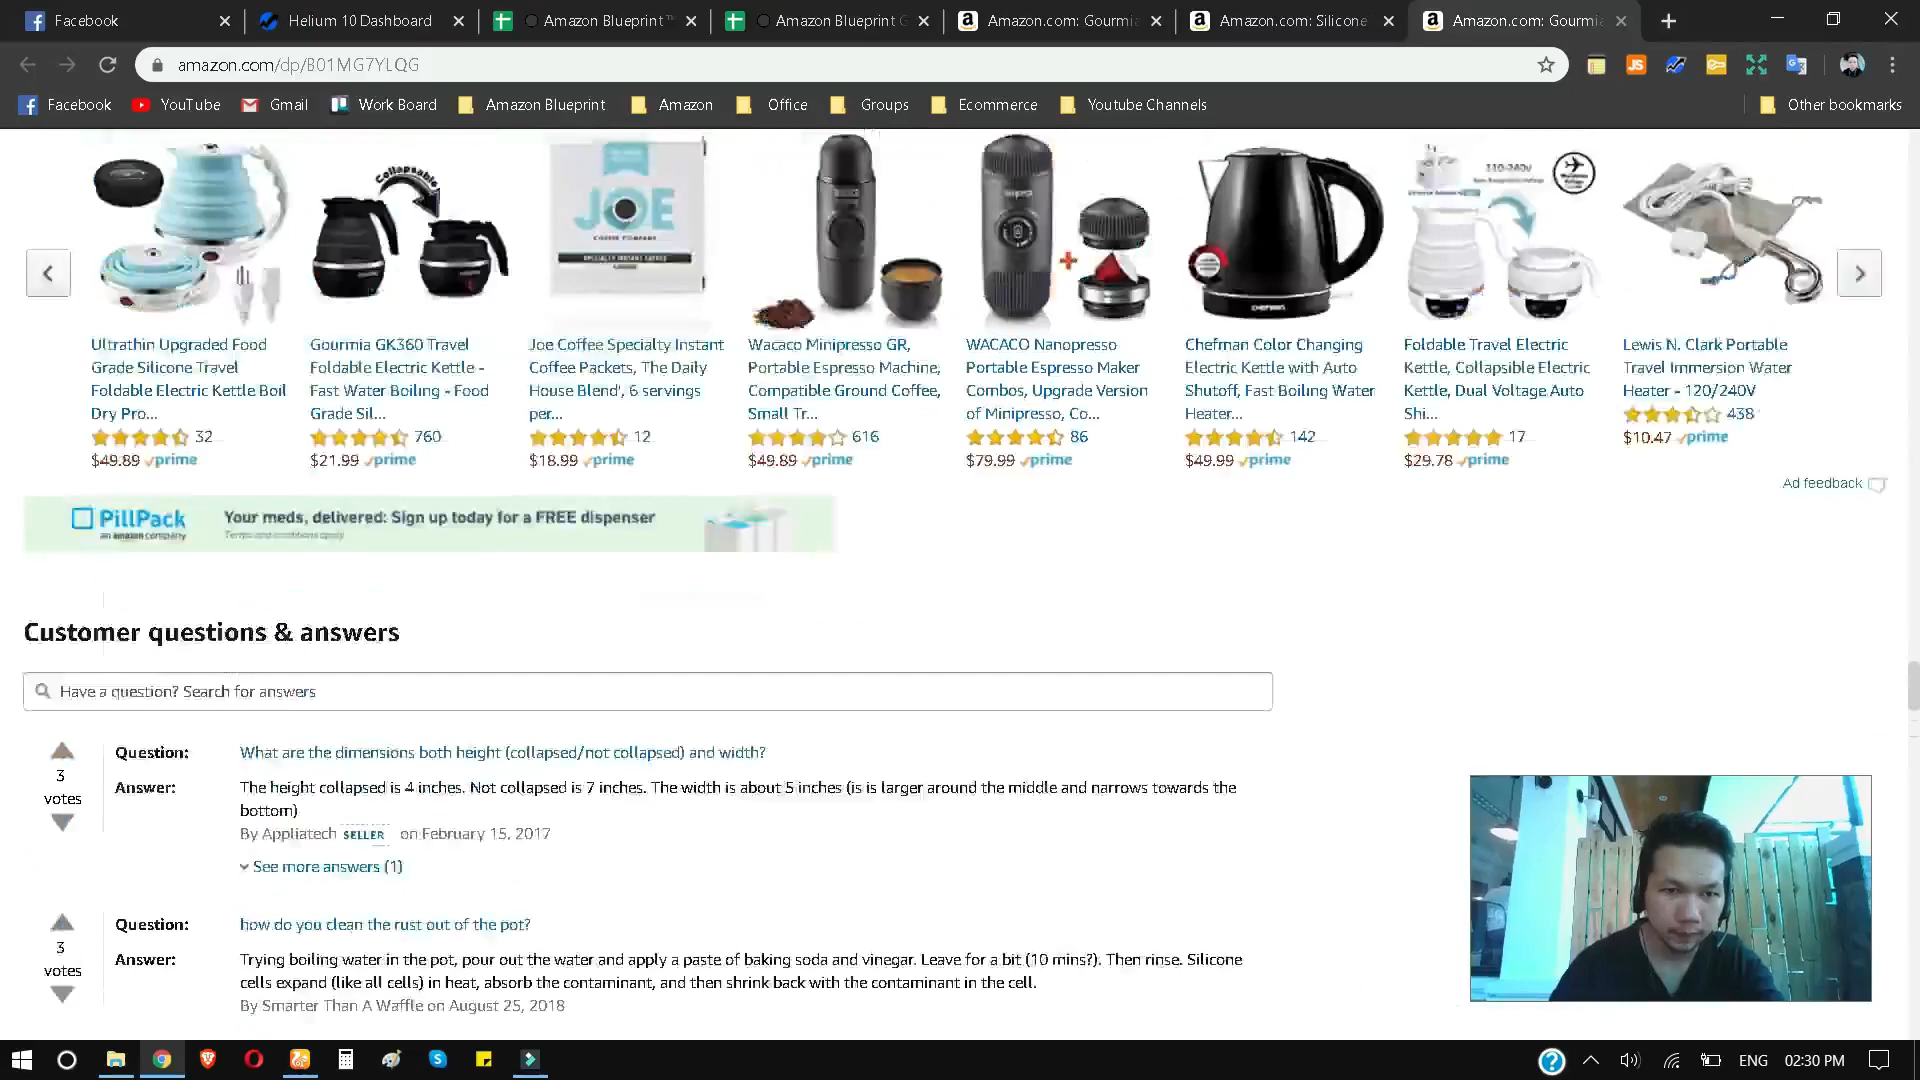 Facebook
Helium 10 Dashboard
Amazon Blueprint
Amazon Blueprint G
Amazon.com: Gourmia
Amazon.com: Silicone
Amazon.com: Gourmia
amazon.com/dp/B01MG7YLQG
Facebook
YouTube
Gmail
Work Board
Amazon Blueprint
Amazon
Office
Groups
Ecommerce
Youtube Channels
Other bookmarks
Collapseable
JOE
COFFEE COMPANY
110-240V
Ultrathin Upgraded Food
Grade Silicone Travel
Foldable Electric Kettle Boil
Dry Pro...
32
$49.89 prime
Gourmia GK360 Travel
Foldable Electric Kettle -
Fast Water Boiling - Food
Grade Sil...
760
$21.99 prime
Joe Coffee Specialty Instant
Coffee Packets, The Daily
House Blend', 6 servings
per...
12
$18.99 prime
Wacaco Minipresso GR,
Portable Espresso Machine,
Compatible Ground Coffee,
Small Tr...
616
$49.89 prime
WACACO Nanopresso
Portable Espresso Maker
Combos, Upgrade Version
of Minipresso, Co...
86
$79.99 prime
Chefman Color Changing
Electric Kettle with Auto
Shutoff, Fast Boiling Water
Heater...
142
$49.99 prime
Foldable Travel Electric
Kettle, Collapsible Electric
Kettle, Dual Voltage Auto
Shi...
17
$29.78 prime
Lewis N. Clark Portable
Travel Immersion Water
Heater - 120/240V
438
$10.47 prime
Ad feedback
PillPack
an amazon company
Your meds, delivered: Sign up today for a FREE dispenser
Terms and conditions apply
Customer questions & answers
Have a question? Search for answers
3
votes
Question: What are the dimensions both height (collapsed/not collapsed) and width?
Answer: The height collapsed is 4 inches. Not collapsed is 7 inches. The width is about 5 inches (is is larger around the middle and narrows towards the
bottom)
By Appliatech SELLER on February 15, 2017
See more answers (1)
3
votes
Question: how do you clean the rust out of the pot?
Answer: Trying boiling water in the pot, pour out the water and apply a paste of baking soda and vinegar. Leave for a bit (10 mins?). Then rinse. Silicone
cells expand (like all cells) in heat, absorb the contaminant, and then shrink back with the contaminant in the cell.
By Smarter Than A Waffle on August 25, 2018
ENG
02:30 PM